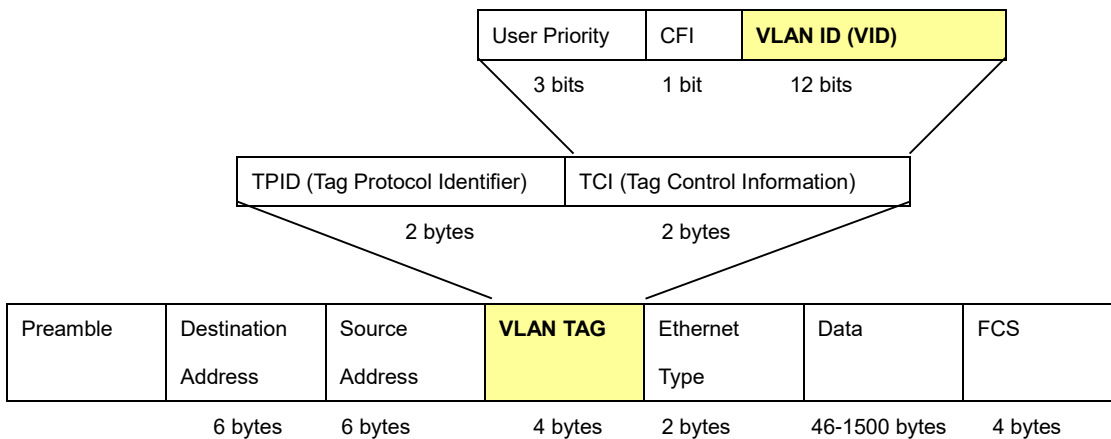 User Priority CFI VLAN ID (VID)
3 bits 1 bit 12 bits
TPID (Tag Protocol Identifier) TCI (Tag Control Information)
2 bytes 2 bytes
Preamble Destination Address Source Address VLAN TAG Ethernet Type Data FCS
6 bytes 6 bytes 4 bytes 2 bytes 46-1500 bytes 4 bytes